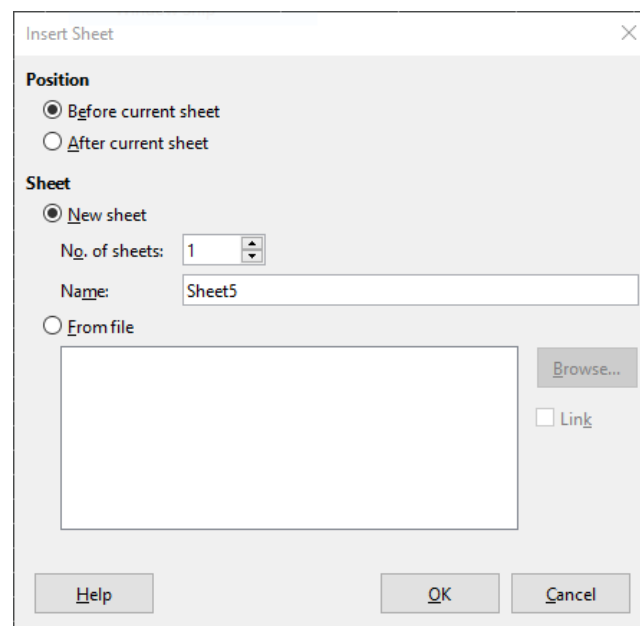 Insert Sheet
Position
Before current sheet
After current sheet
Sheet
New sheet
No. of sheets: 1
Name: Sheet5
From file
Browse...
Link
Help OK Cancel